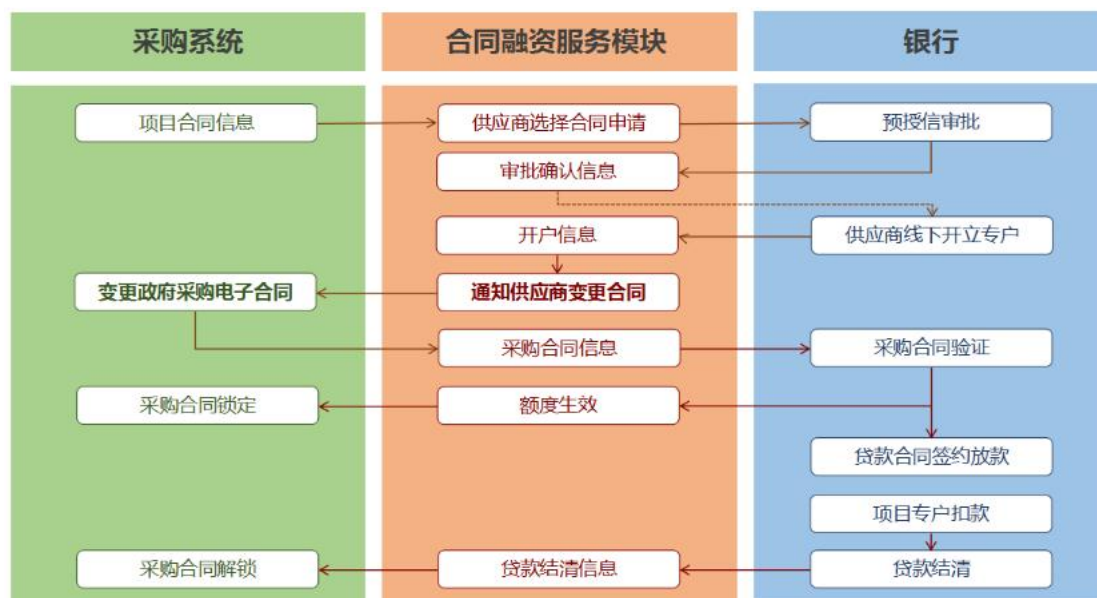 采购系统
合同融资服务模块
银行
项目合同信息
供应商选择合同申请
预授信审批
审批确认信息
开户信息
供应商线下开立专户
变更政府采购电子合同
通知供应商变更合同
采购合同信息
采购合同验证
采购合同锁定
额度生效
贷款合同签约放款
项目专户扣款
采购合同解锁
贷款结清信息
贷款结清